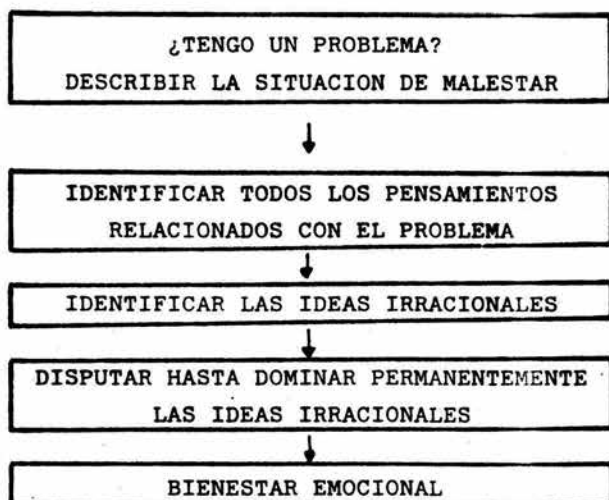 ¿TENGO UN PROBLEMA?
DESCRIBIR LA SITUACION DE MALESTAR
IDENTIFICAR TODOS LOS PENSAMIENTOS
RELACIONADOS CON EL PROBLEMA
IDENTIFICAR LAS IDEAS IRRACIONALES
DISPUTAR HASTA DOMINAR PERMANENTEMENTE
LAS IDEAS IRRACIONALES
BIENESTAR EMOCIONAL